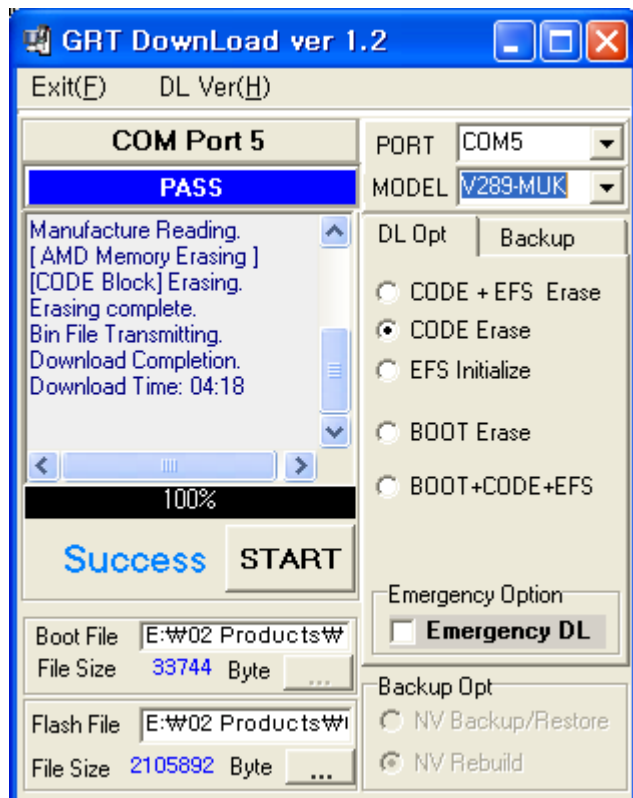 GRT DownLoad ver 1.2
Exit(F) DL Ver(H)
COM Port 5
PASS
Manufacture Reading.
[ AMD Memory Erasing ]
[CODE Block] Erasing.
Erasing complete.
Bin File Transmitting.
Download Completion.
Download Time: 04:18
100%
Success START
Boot File E:₩02 Products₩
File Size 33744 Byte ...
Flash File E:₩02 Products₩
File Size 2105892 Byte ...
PORT COM5
MODEL V289-MUK
DL Opt Backup
CODE + EFS Erase
CODE Erase
EFS Initialize
BOOT Erase
BOOT+CODE+EFS
Emergency Option
Emergency DL
Backup Opt
NV Backup/Restore
NV Rebuild